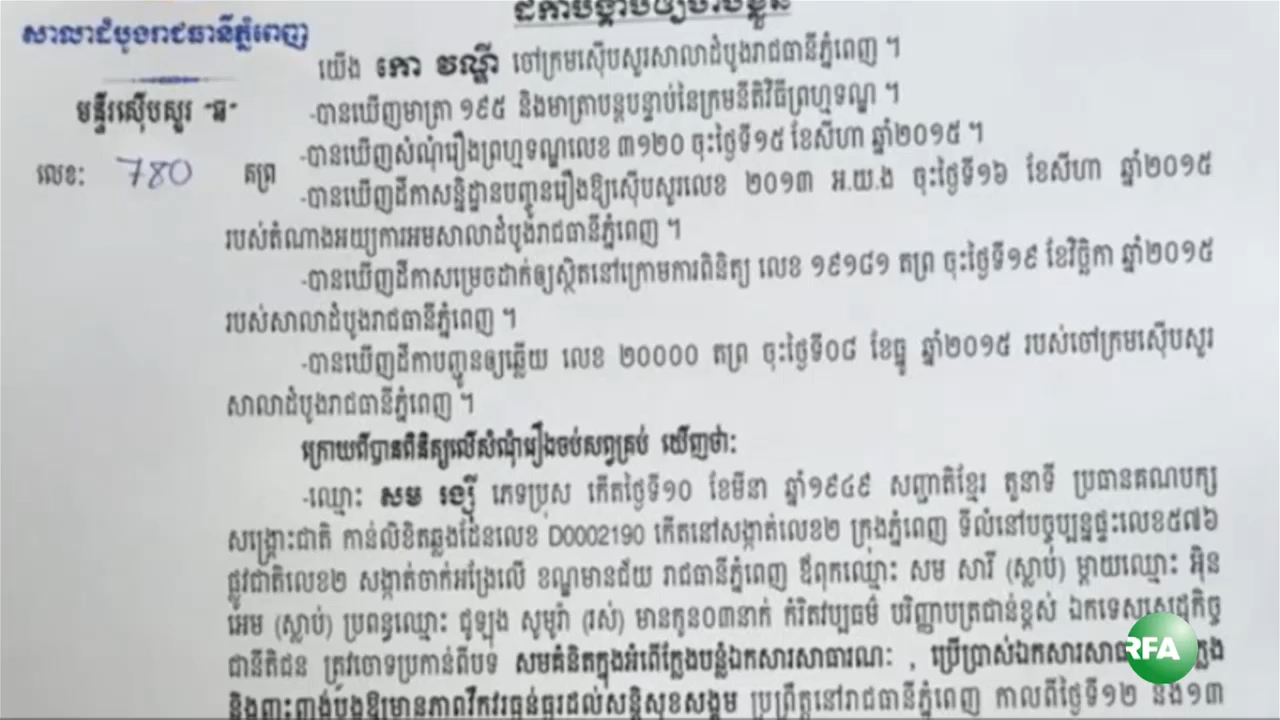 សាលាដំបូងរាជធានីភ្នំពេញ
មន្ទីរស៊ើបសួរ "ឆ"
លេខៈ 780 តព្រ
ដីកាបង្គាប់ឲ្យចាប់ខ្លួន
យើង កោ វណ្ឌី ចៅក្រមស៊ើបសួរសាលាដំបូងរាជធានីភ្នំពេញ ។
-បានឃើញមាត្រា ១៩៥ និងមាត្រាបន្តបន្ទាប់នៃក្រមនីតិវិធីព្រហ្មទណ្ឌ ។
-បានឃើញសំណុំរឿងព្រហ្មទណ្ឌលេខ ៣១២០ ចុះថ្ងៃទី១៥ ខែសីហា ឆ្នាំ២០១៥ ។
-បានឃើញដីកាសន្និដ្ឋានបញ្ជូនរឿងឱ្យស៊ើបសួរលេខ ២០១៣ អ.យ.ង ចុះថ្ងៃទី១៦ ខែសីហា ឆ្នាំ២០១៥
របស់តំណាងអយ្យការអមសាលាដំបូងរាជធានីភ្នំពេញ ។
-បានឃើញដីកាសម្រេចដាក់ឲ្យស្ថិតនៅក្រោមការពិនិត្យ លេខ ១៩១៨១ តព្រ ចុះថ្ងៃទី១៩ ខែវិច្ឆិកា ឆ្នាំ២០១៥
របស់សាលាដំបូងរាជធានីភ្នំពេញ ។
-បានឃើញដីកាបញ្ជូនឲ្យឆ្លើយ លេខ ២០០០០ តព្រ ចុះថ្ងៃទី០៨ ខែធ្នូ ឆ្នាំ២០១៥ របស់ចៅក្រមស៊ើបសួរ
សាលាដំបូងរាជធានីភ្នំពេញ ។
ក្រោយពីបានពិនិត្យលើសំណុំរឿងចប់សព្វគ្រប់ ឃើញថាៈ
-ឈ្មោះ សម រង្ស៊ី ភេទប្រុស កើតថ្ងៃទី១០ ខែមីនា ឆ្នាំ១៩៤៩ សញ្ជាតិខ្មែរ តួនាទី ប្រធានគណបក្ស
សង្គ្រោះជាតិ កាន់លិខិតឆ្លងដែនលេខ D0002190 កើតនៅសង្កាត់លេខ២ ក្រុងភ្នំពេញ ទីលំនៅបច្ចុប្បន្នផ្ទះលេខ៥៧៦
ផ្លូវជាតិលេខ២ សង្កាត់ចាក់អង្រែលើ ខណ្ឌមានជ័យ រាជធានីភ្នំពេញ ឪពុកឈ្មោះ សម សារី (ស្លាប់) ម្តាយឈ្មោះ អ៊ិន
អេម (ស្លាប់) ប្រពន្ធឈ្មោះ ជូឡុង សូមូរ៉ា (រស់) មានកូន០៣នាក់ កំរិតវប្បធម៌ បរិញ្ញាបត្រជាន់ខ្ពស់ ឯកទេសសេដ្ឋកិច្ច
ជានីតិជន ត្រូវចោទប្រកាន់ពីបទ សមគំនិតក្នុងអំពើក្លែងបន្លំឯកសារសាធារណៈ , ប្រើប្រាស់ឯកសារសាធ ក្លែង
និងញុះញង់បង្កឱ្យមានភាពវឹកវរធ្ងន់ធ្ងរដល់សន្តិសុខសង្គម ប្រព្រឹត្តនៅរាជធានីភ្នំពេញ កាលពីថ្ងៃទី១២ និង១៣
RFA